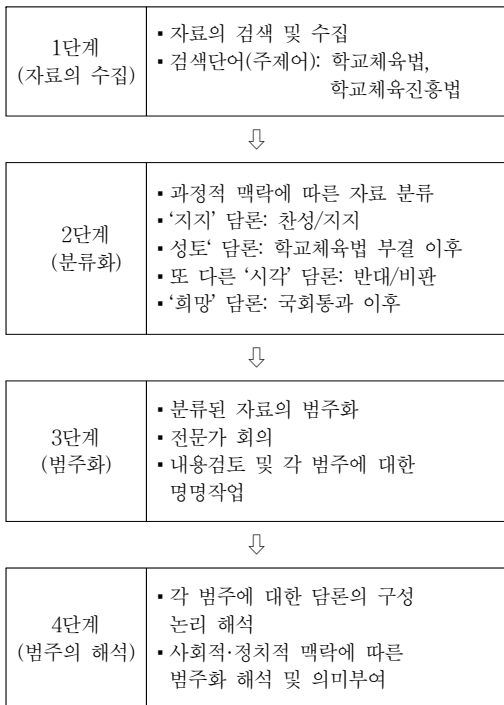 1단계
(자료의 수집)
▪자료의 검색 및 수집
▪검색단어(주제어): 학교체육법,
학교체육진흥법
⇩
2단계
(분류화)
▪과정적 맥락에 따른 자료 분류
▪‘지지’ 담론: 찬성/지지
▪성토‘ 담론: 학교체육법 부결 이후
▪또 다른 ‘시각’ 담론: 반대/비판
▪‘희망’ 담론: 국회통과 이후
⇩
3단계
(범주화)
▪분류된 자료의 범주화
▪전문가 회의
▪내용검토 및 각 범주에 대한
명명작업
⇩
4단계
(범주의 해석)
▪각 범주에 대한 담론의 구성
논리 해석
▪사회적·정치적 맥락에 따른
범주화 해석 및 의미부여